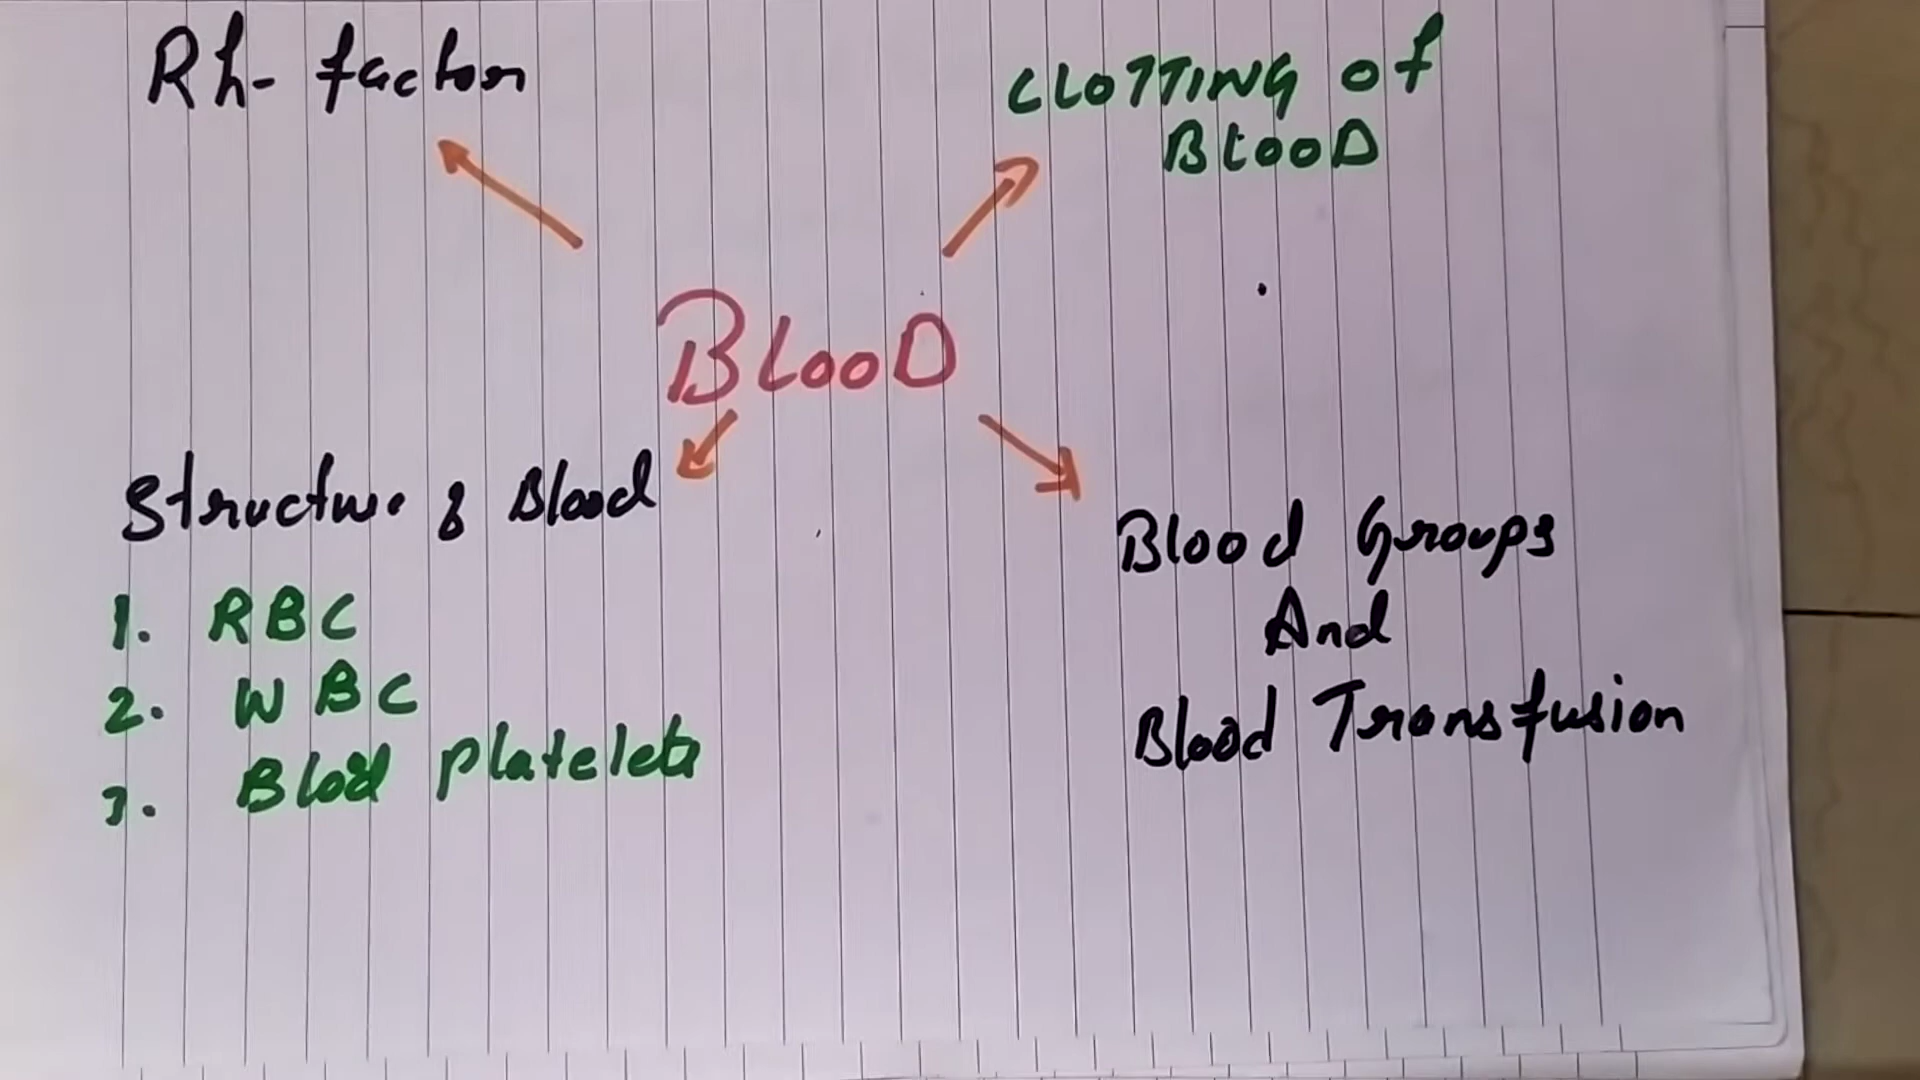 Rh- factor
CLOTTING of
BLOOD
BLOOD
Structure of Blood
1. RBC
2. WBC
3. Blood platelets
Blood Groups
And
Blood Transfusion